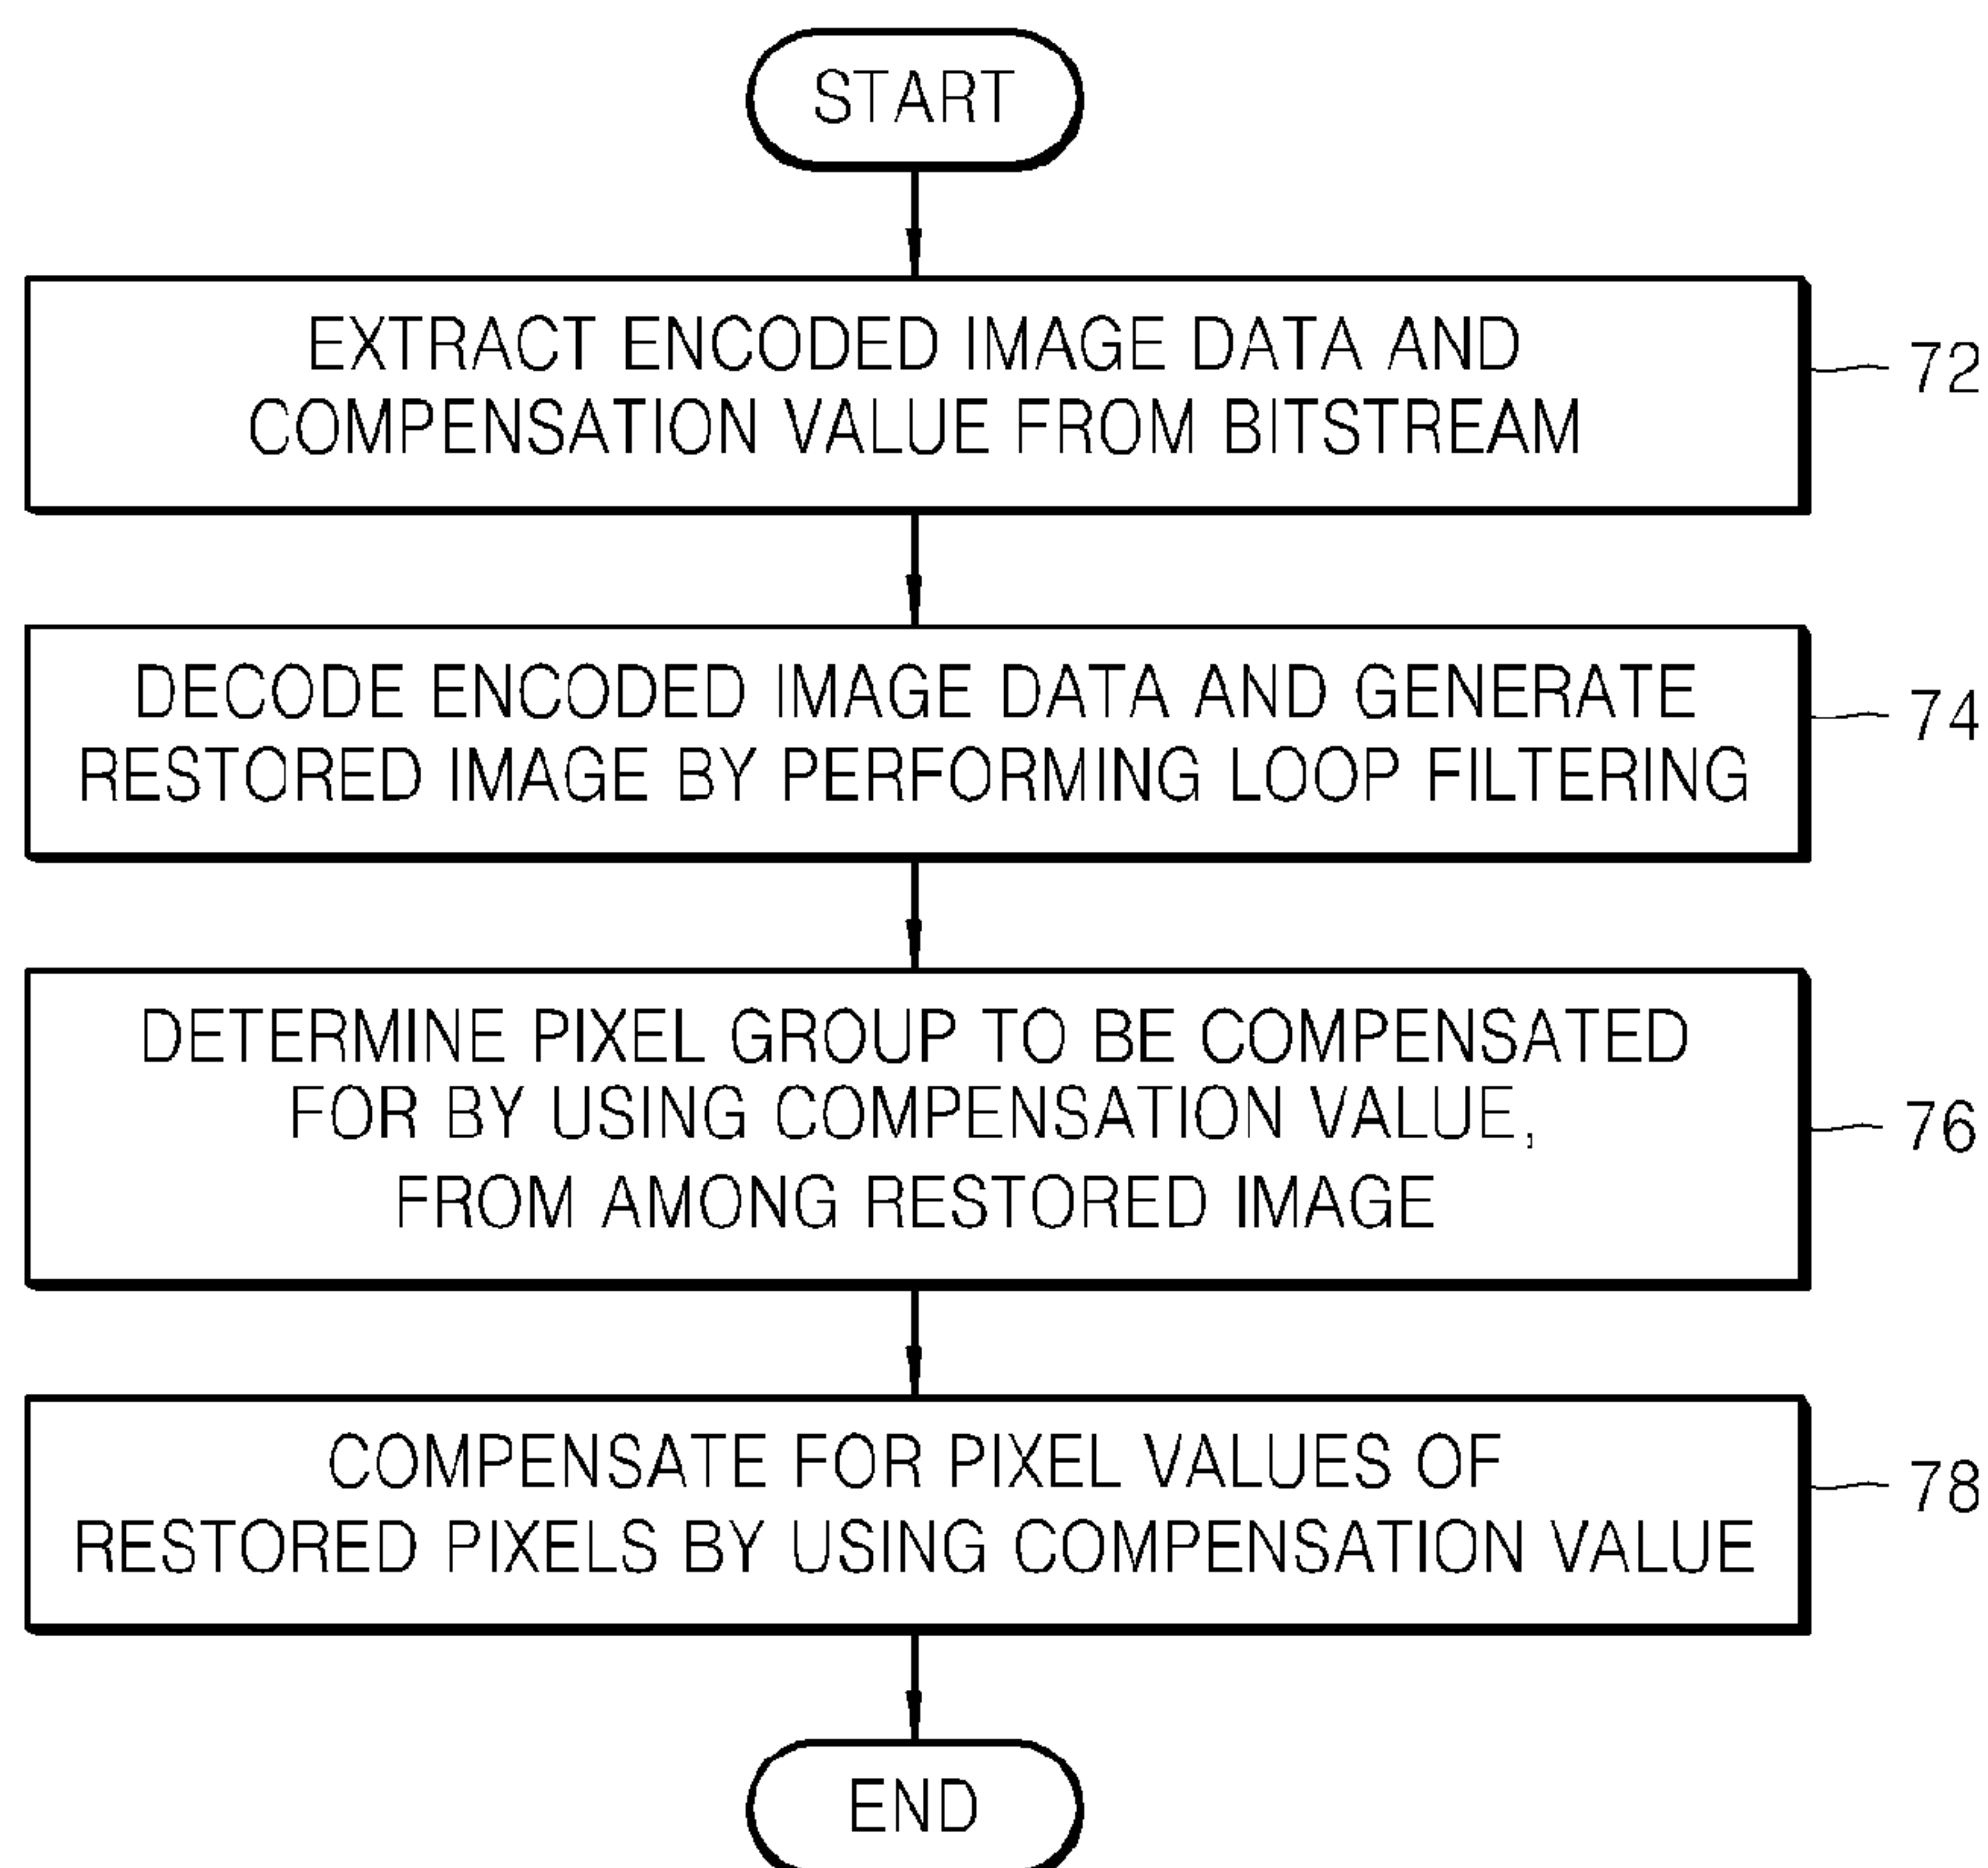 START
EXTRACT ENCODED IMAGE DATA AND
COMPENSATION VALUE FROM BITSTREAM
72
DECODE ENCODED IMAGE DATA AND GENERATE
RESTORED IMAGE BY PERFORMING LOOP FILTERING
74
DETERMINE PIXEL GROUP TO BE COMPENSATED
FOR BY USING COMPENSATION VALUE,
FROM AMONG RESTORED IMAGE
76
COMPENSATE FOR PIXEL VALUES OF
RESTORED PIXELS BY USING COMPENSATION VALUE
78
END